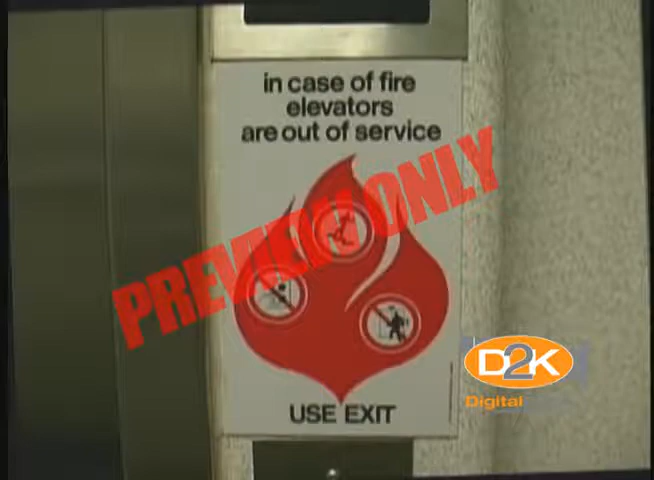 in case of fire
elevators
are out of service
PREVIEW ONLY
D2K
Digital
USE EXIT